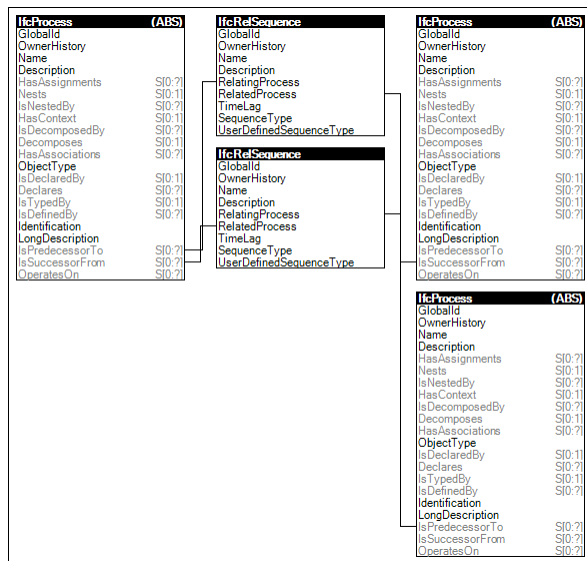 IfcProcess (ABS)
GlobalId
OwnerHistory
Name
Description
HasAssignments S[0:?]
Nests S[0:1]
IsNestedBy S[0:?]
HasContext S[0:1]
IsDecomposedBy S[0:?]
Decomposes S[0:1]
HasAssociations S[0:?]
ObjectType
IsDeclaredBy S[0:1]
Declares S[0:?]
IsTypedBy S[0:1]
IsDefinedBy S[0:?]
Identification
LongDescription
IsPredecessorTo S[0:?]
IsSuccessorFrom S[0:?]
OperatesOn S[0:?]
IfcRelSequence
GlobalId
OwnerHistory
Name
Description
RelatingProcess
RelatedProcess
TimeLag
SequenceType
UserDefinedSequenceType
IfcRelSequence
GlobalId
OwnerHistory
Name
Description
RelatingProcess
RelatedProcess
TimeLag
SequenceType
UserDefinedSequenceType
IfcProcess (ABS)
GlobalId
OwnerHistory
Name
Description
HasAssignments S[0:?]
Nests S[0:1]
IsNestedBy S[0:?]
HasContext S[0:1]
IsDecomposedBy S[0:?]
Decomposes S[0:1]
HasAssociations S[0:?]
ObjectType
IsDeclaredBy S[0:1]
Declares S[0:?]
IsTypedBy S[0:1]
IsDefinedBy S[0:?]
Identification
LongDescription
IsPredecessorTo S[0:?]
IsSuccessorFrom S[0:?]
OperatesOn S[0:?]
IfcProcess (ABS)
GlobalId
OwnerHistory
Name
Description
HasAssignments S[0:?]
Nests S[0:1]
IsNestedBy S[0:?]
HasContext S[0:1]
IsDecomposedBy S[0:?]
Decomposes S[0:1]
HasAssociations S[0:?]
ObjectType
IsDeclaredBy S[0:1]
Declares S[0:?]
IsTypedBy S[0:1]
IsDefinedBy S[0:?]
Identification
LongDescription
IsPredecessorTo S[0:?]
IsSuccessorFrom S[0:?]
OperatesOn S[0:?]